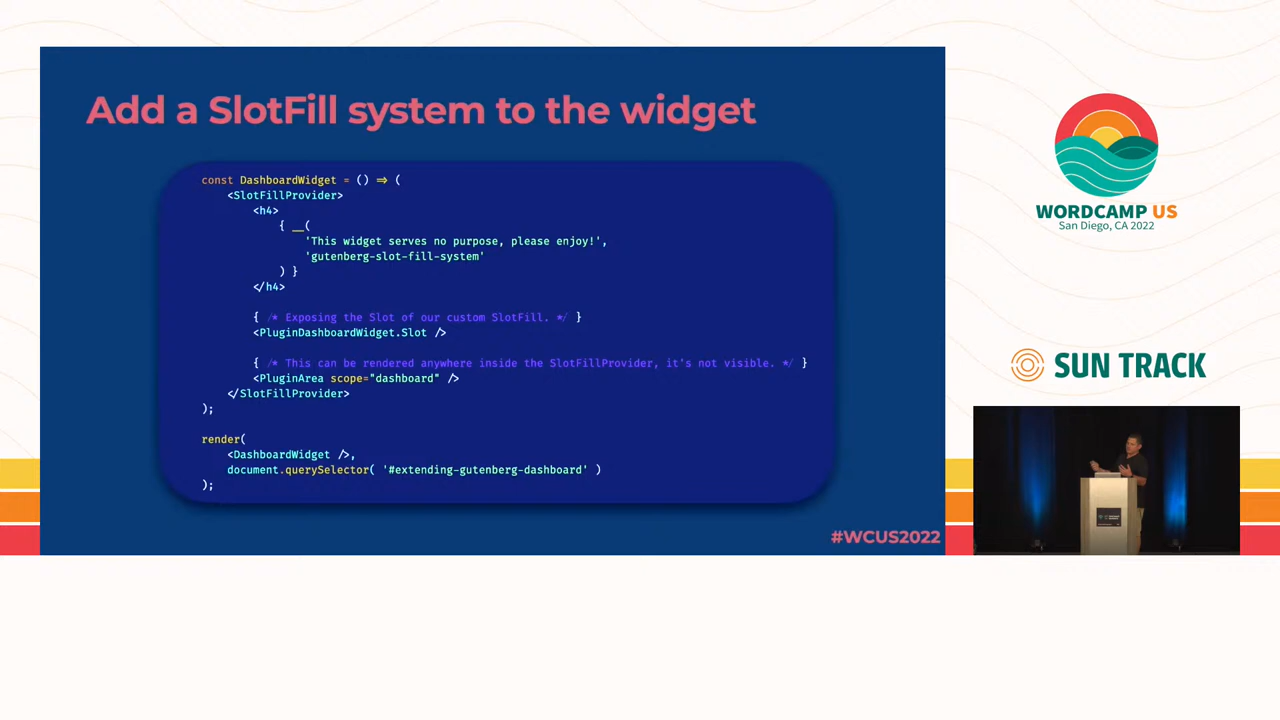 Add a SlotFill system to the widget
const DashboardWidget = () => (
<SlotFillProvider>
<h4>
{ __(
'This widget serves no purpose, please enjoy!',
'gutenberg-slot-fill-system'
) }
</h4>
{ /* Exposing the Slot of our custom SlotFill. */ }
<PluginDashboardWidget.Slot />
{ /* This can be rendered anywhere inside the SlotFillProvider, it's not visible. */ }
<PluginArea scope="dashboard" />
</SlotFillProvider>
);
render(
<DashboardWidget />,
document.querySelector( '#extending-gutenberg-dashboard' )
);
#WCUS2022
WORDCAMP US
San Diego, CA 2022
SUN TRACK